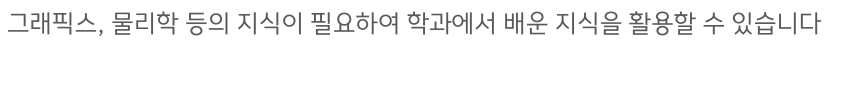 그래픽스, 물리학 등의 지식이 필요하여 학과에서 배운 지식을 활용할 수 있습니다